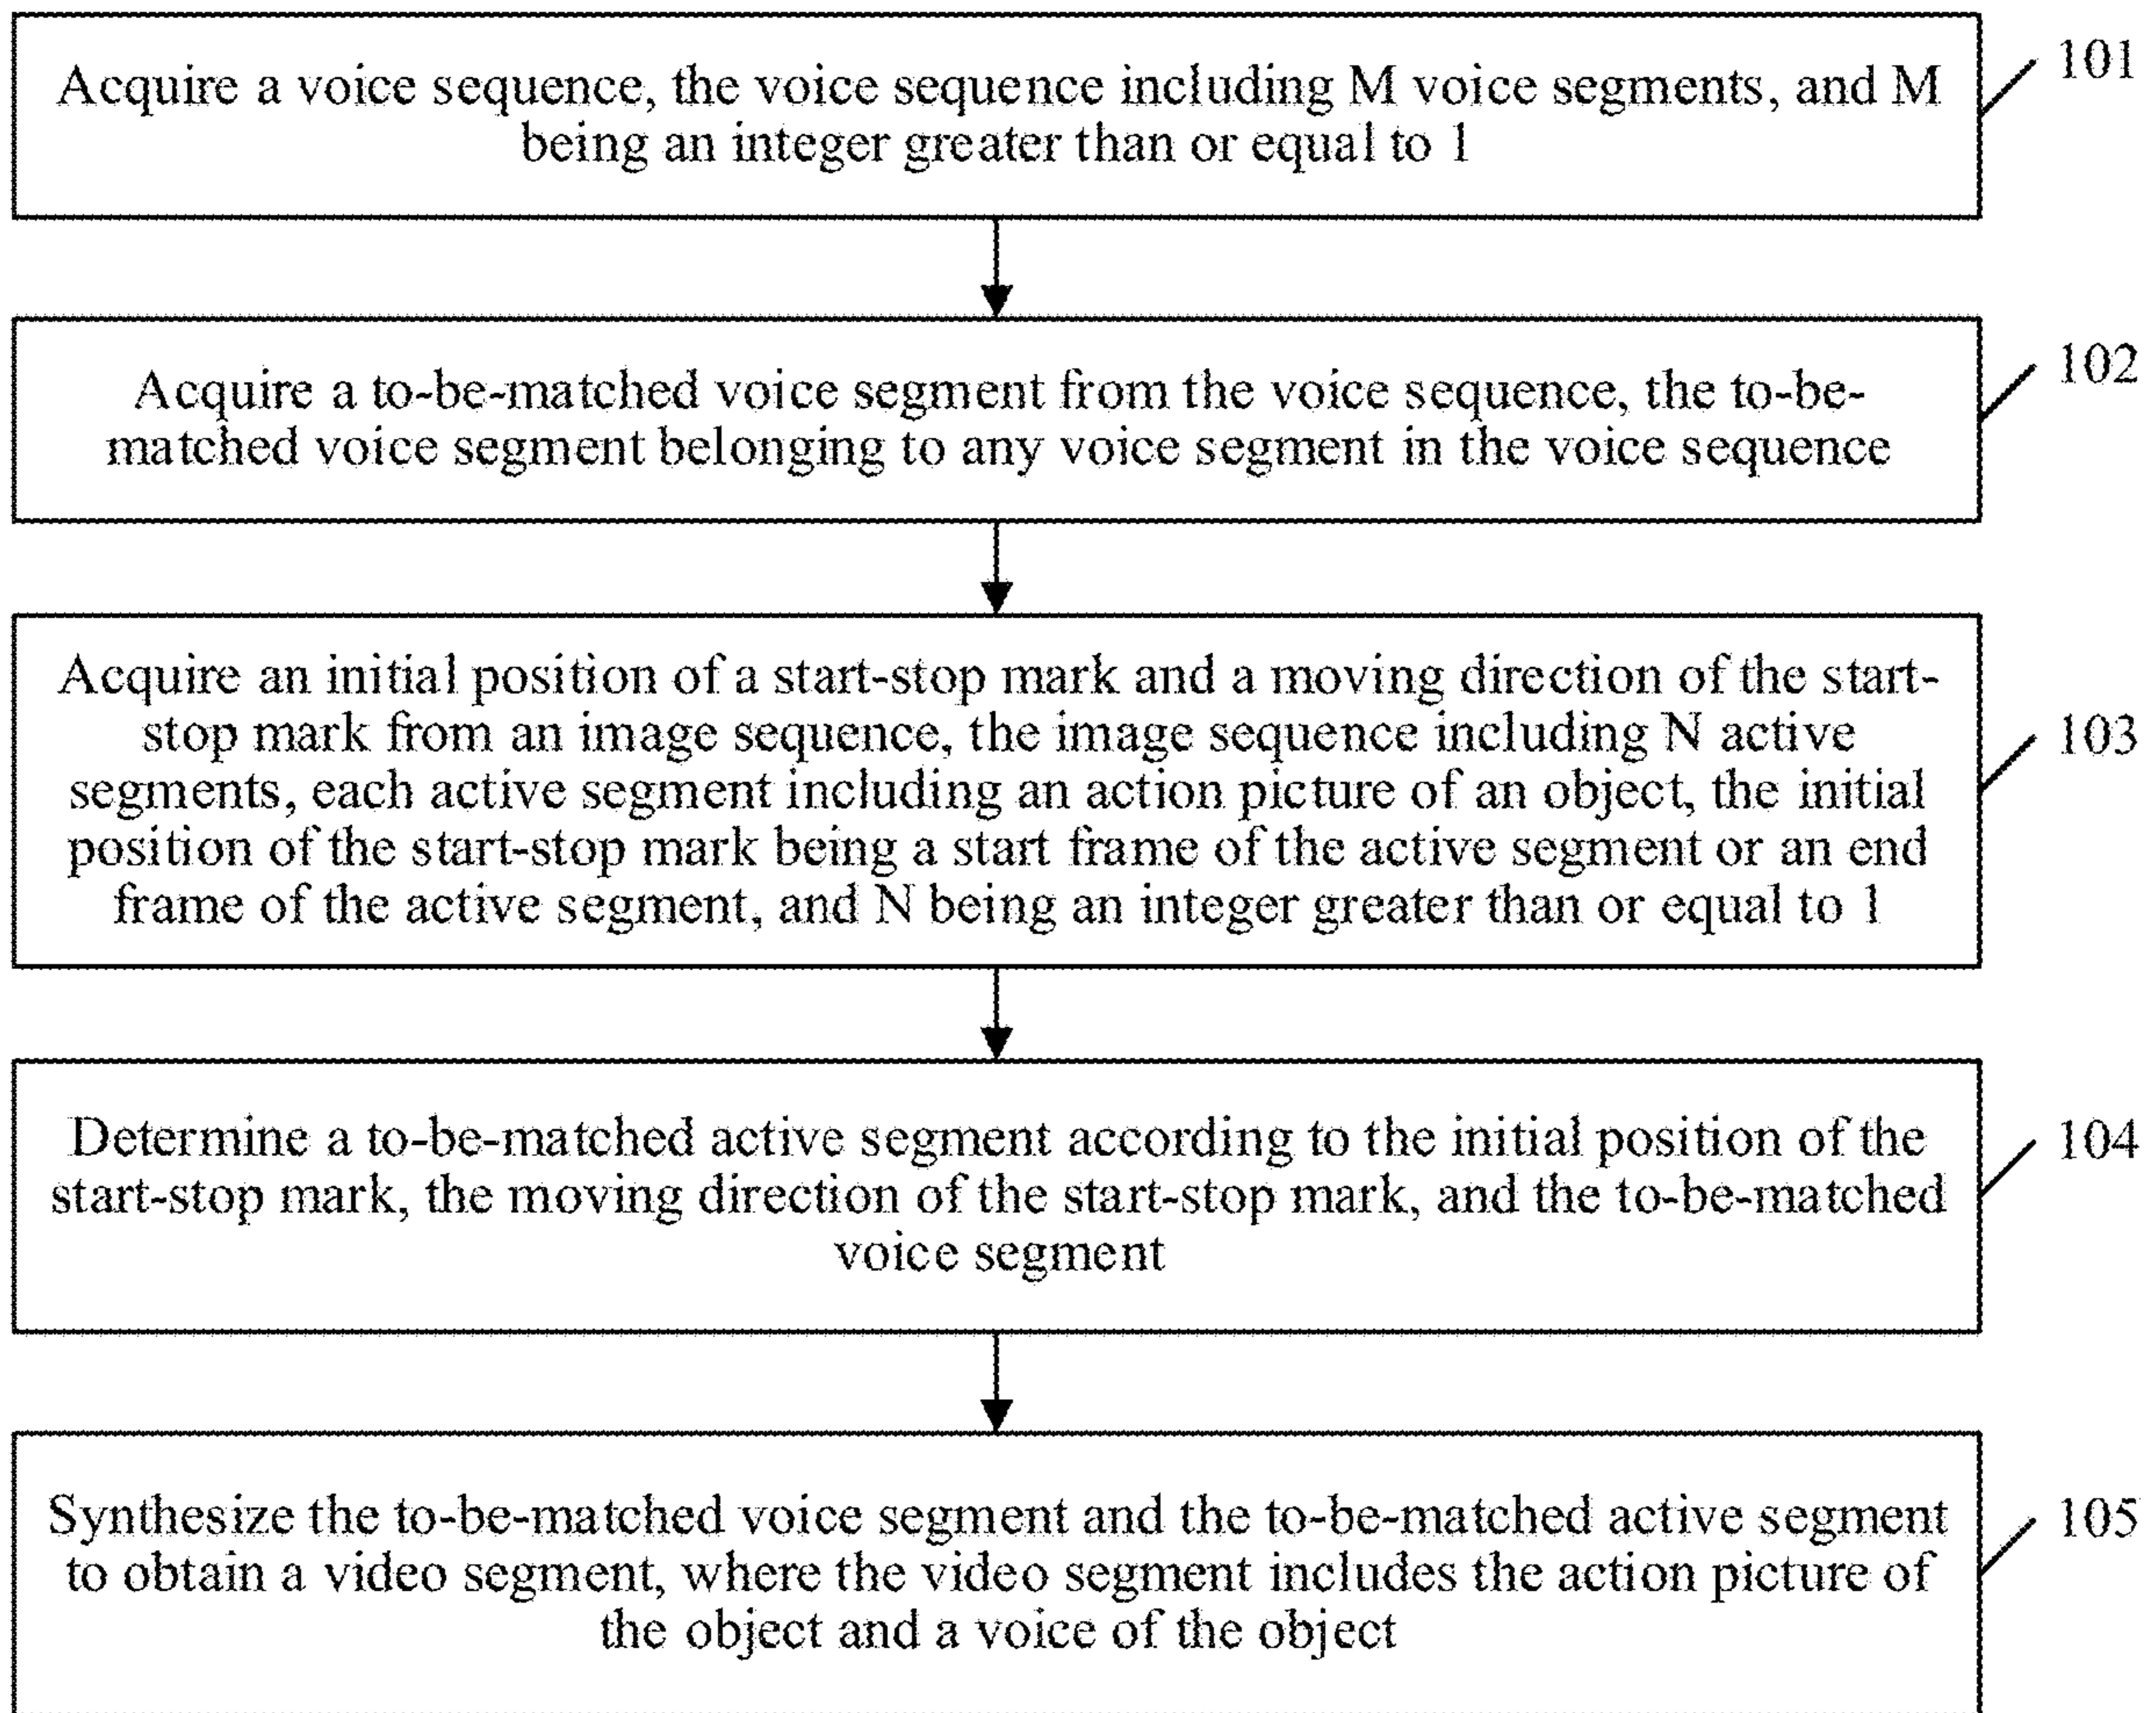 Acquire a voice sequence, the voice sequence including M voice segments, and M
being an integer greater than or equal to 1
101
Acquire a to-be-matched voice segment from the voice sequence, the to-be-
matched voice segment belonging to any voice segment in the voice sequence
102
Acquire an initial position of a start-stop mark and a moving direction of the start-
stop mark from an image sequence, the image sequence including N active
segments, each active segment including an action picture of an object, the initial
position of the start-stop mark being a start frame of the active segment or an end
frame of the active segment, and N being an integer greater than or equal to 1
103
Determine a to-be-matched active segment according to the initial position of the
start-stop mark, the moving direction of the start-stop mark, and the to-be-matched
voice segment
104
Synthesize the to-be-matched voice segment and the to-be-matched active segment
to obtain a video segment, where the video segment includes the action picture of
the object and a voice of the object
105